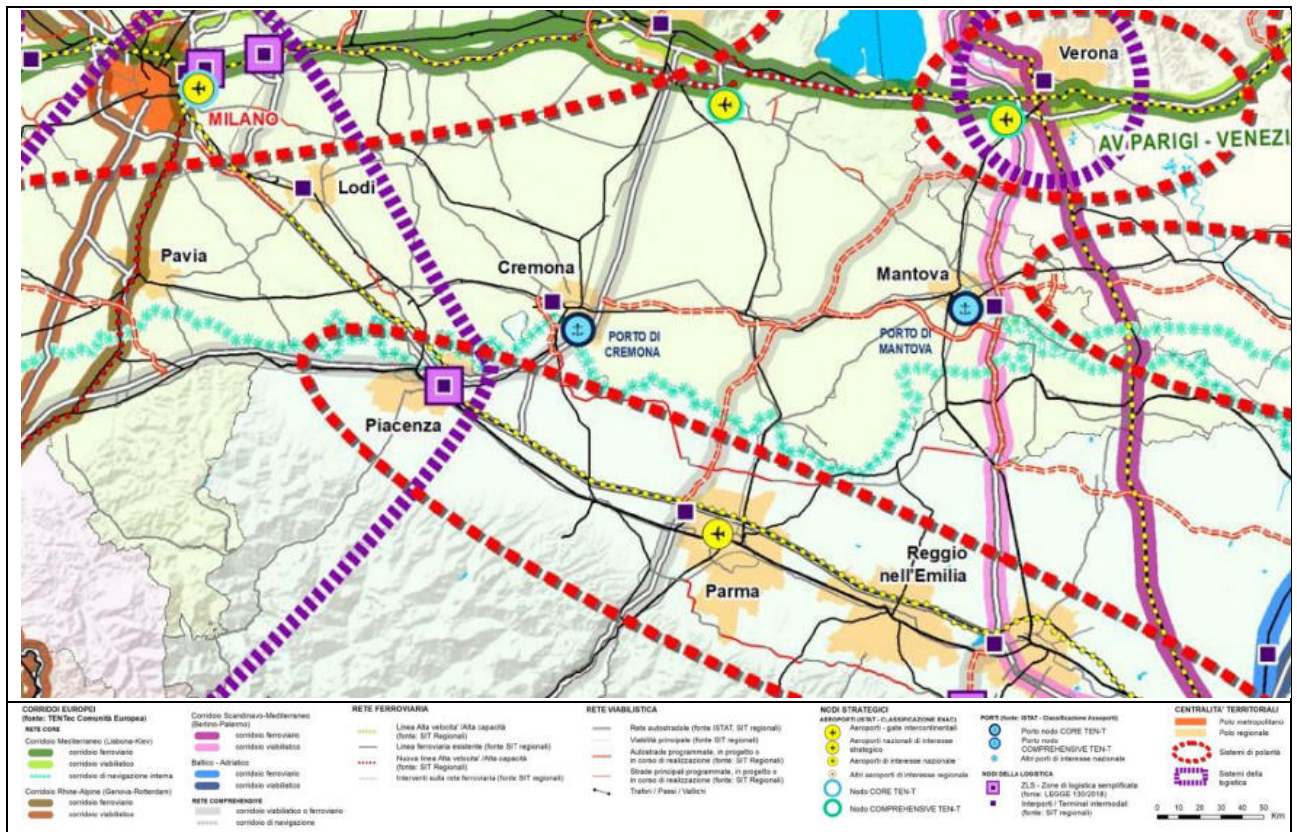 Verona
MILANO
AV PARIGI - VENEZI
Lodi
Pavia
Cremona
Mantova
PORTO DI
CREMONA
PORTO DI
MANTOVA
Piacenza
Reggio
nell'Emilia
Parma
CORRIDOI EUROPEI
(fonte: TENTec Comunità Europea)
RETE CORE
Corridoio Mediterraneo (Lisbona-Kiev)
corridoio ferroviario
corridoio viabilistico
corridoio di navigazione interna
Corridoio Rhine-Alpine (Genova-Rotterdam)
corridoio ferroviario
corridoio viabilistico
Corridoio Scandinavo-Mediterraneo
(Berlino-Palermo)
corridoio ferroviario
corridoio viabilistico
Baltico - Adriatico
corridoio ferroviario
corridoio viabilistico
RETE COMPREHENSIVE
corridoio viabilistico o ferroviario
corridoio di navigazione
RETE FERROVIARIA
Linea Alta velocita' /Alta capacità
(fonte: SIT Regionali)
Linea ferroviaria esistente (fonte SIT regionali)
Nuova linea Alta velocita' /Alta capacità
(fonte: SIT Regionali)
Interventi sulla rete ferroviaria (fonte SIT regionali)
RETE VIABILISTICA
Rete autostradale (fonte ISTAT, SIT regionali)
Viabilità principale (fonte SIT regionali)
Autostrade programmate, in progetto o
in corso di realizzazione (fonte: SIT Regionali)
Strade principali programmate, in progetto o
in corso di realizzazione (fonte: SIT Regionali)
Trafori / Passi / Valichi
NODI STRATEGICI
AEROPORTI (ISTAT - CLASSIFICAZIONE ENAC)
Aeroporti - gate intercontinentali
Aeroporti nazionali di interesse
strategico
Aeroporti di interesse nazionale
Altri aeroporti di interesse regionale
Nodo CORE TEN-T
Nodo COMPREHENSIVE TEN-T
PORTI (fonte: ISTAT - Classificazione Assoporti)
Porto nodo CORE TEN-T
Porto nodo
COMPREHENSIVE TEN-T
Altri porti di interesse nazionale
NODI DELLA LOGISTICA
ZLS - Zone di logistica semplificata
(fonte: LEGGE 130/2018)
Interporti / Terminal intermodali
(fonte: SIT regionali)
CENTRALITA' TERRITORIALI
Polo metropolitano
Polo regionale
Sistemi di polarità
Sistemi della
logistica
0 10 20 30 40 50
Km